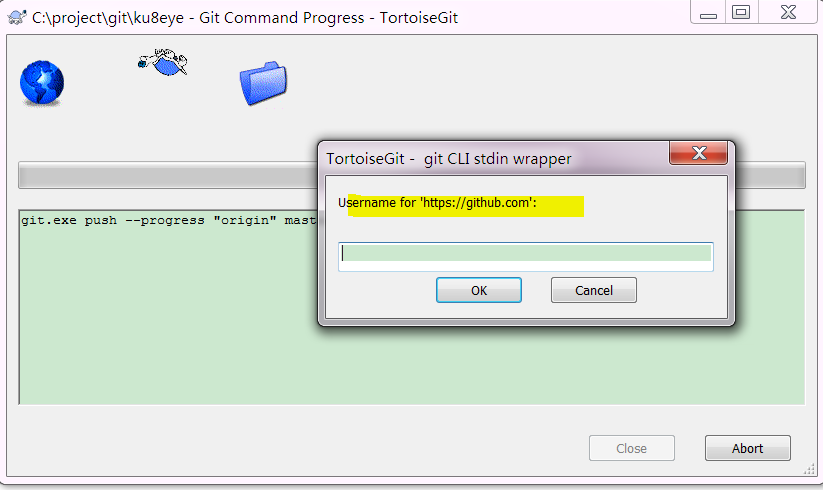 C:\project\git\ku8eye - Git Command Progress - TortoiseGit
TortoiseGit - git CLI stdin wrapper
Username for 'https://github.com':
git.exe push --progress "origin" mast
OK
Cancel
Close
Abort